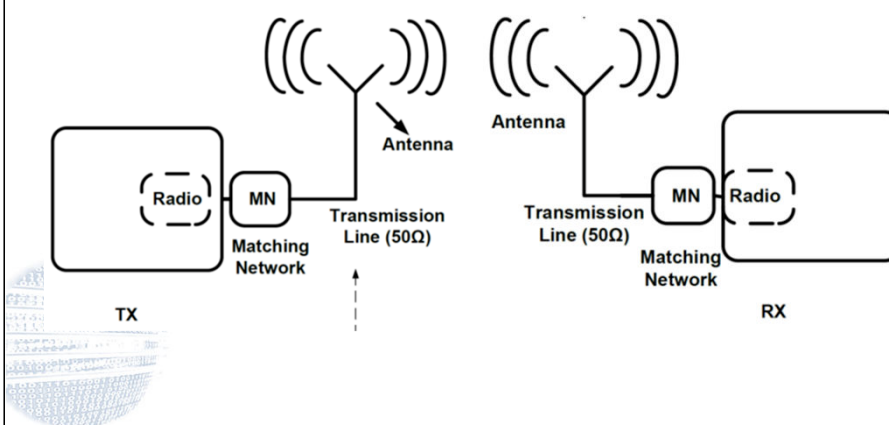 Antenna
Radio
MN
Transmission
Line (50Ω)
Matching
Network
TX
Antenna
MN
Radio
Transmission
Line (50Ω)
Matching
Network
RX